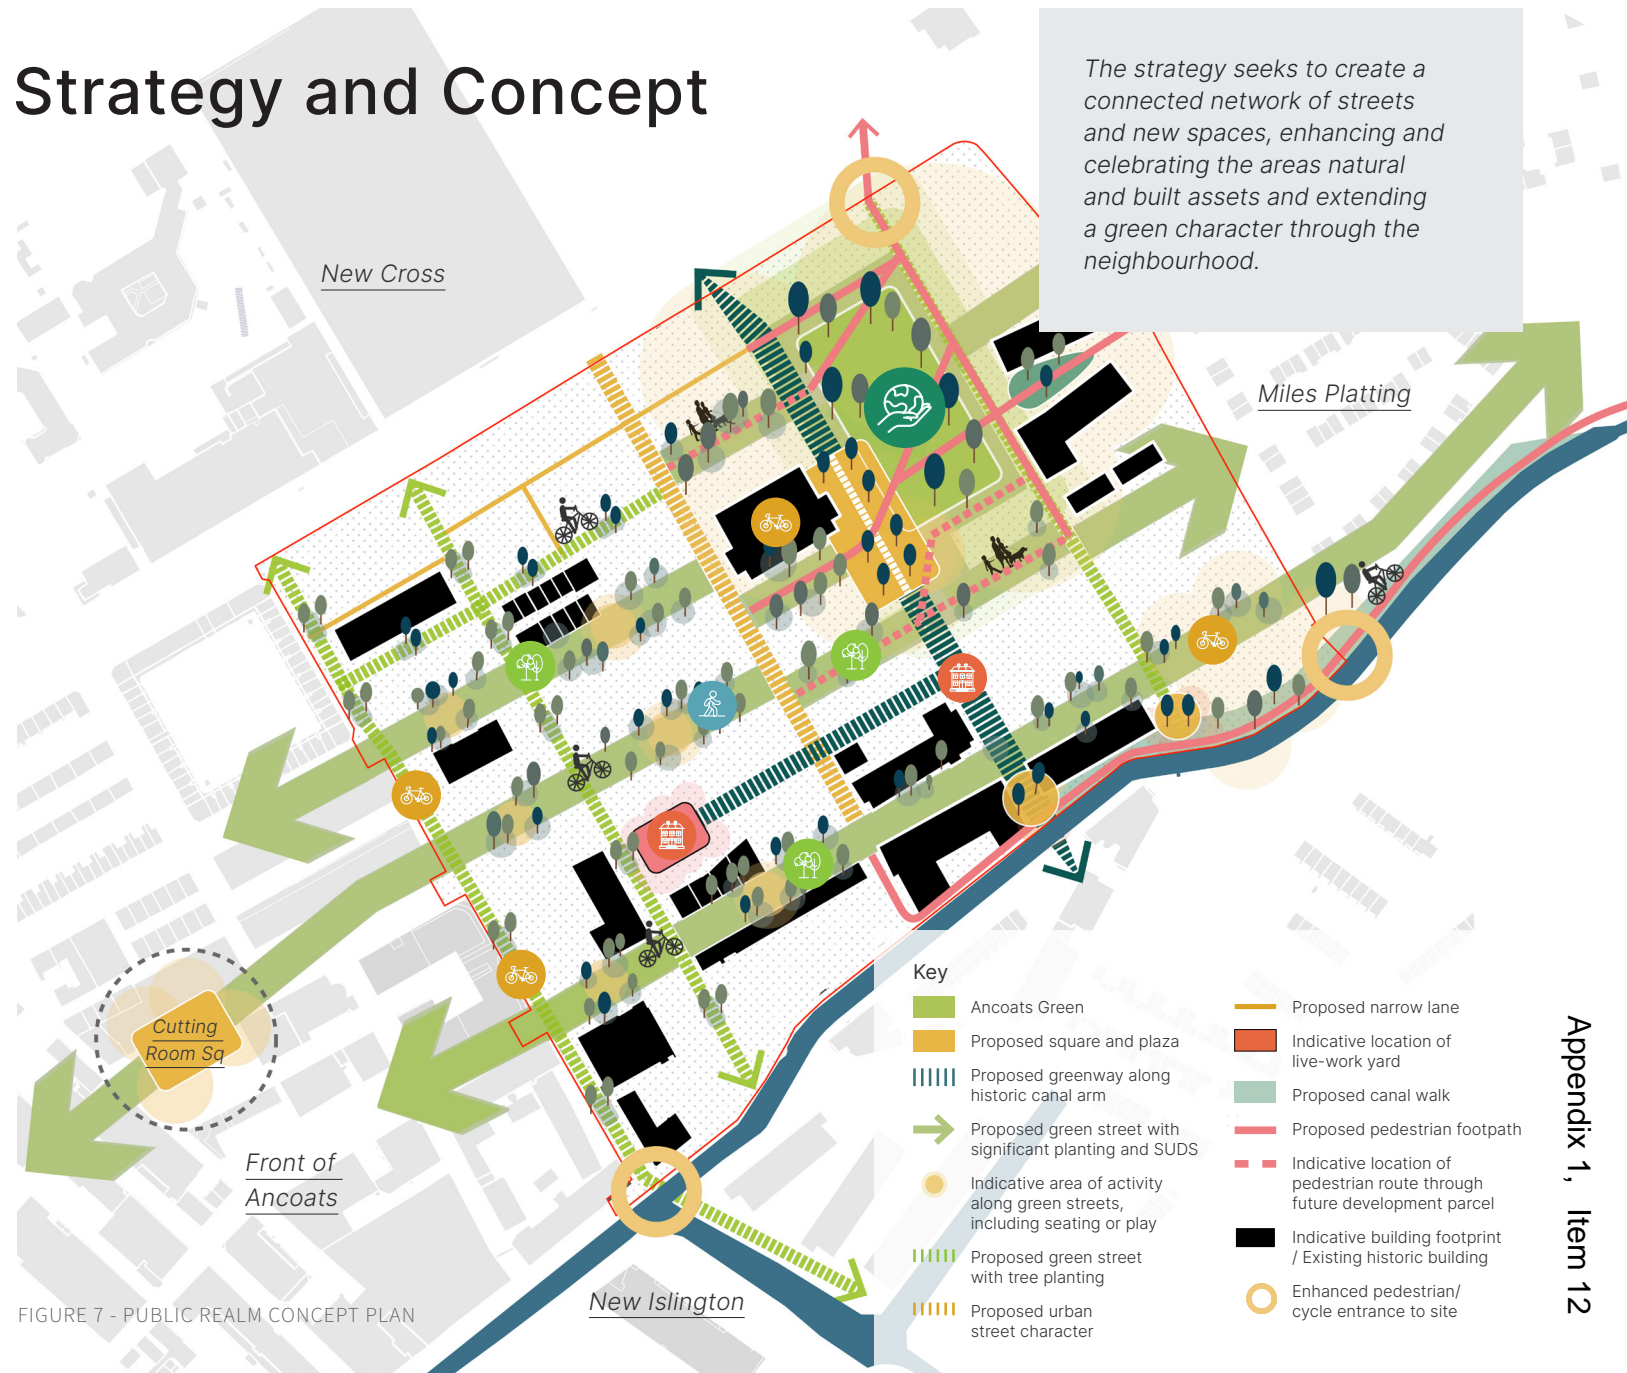 Strategy and Concept
The strategy seeks to create a
connected network of streets
and new spaces, enhancing and
celebrating the areas natural
and built assets and extending
a green character through the
neighbourhood.
New Cross
Miles Platting
Cutting
Room Sq
Front of
Ancoats
New Islington
FIGURE 7 - PUBLIC REALM CONCEPT PLAN
Key
Ancoats Green
Proposed square and plaza
Proposed greenway along
historic canal arm
Proposed green street with
significant planting and SUDS
Indicative area of activity
along green streets,
including seating or play
Proposed green street
with tree planting
Proposed urban
street character
Proposed narrow lane
Indicative location of
live-work yard
Proposed canal walk
Proposed pedestrian footpath
Indicative location of
pedestrian route through
future development parcel
Indicative building footprint
/ Existing historic building
Enhanced pedestrian/
cycle entrance to site
Appendix 1, Item 12